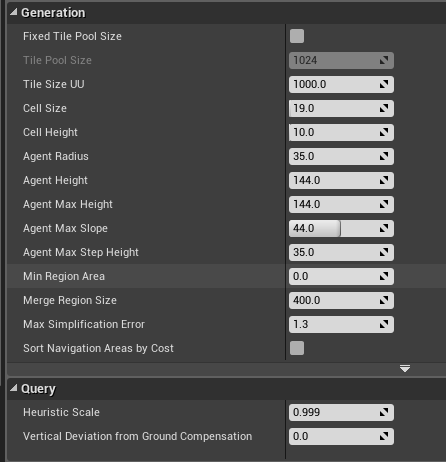 Generation
Fixed Tile Pool Size
Tile Pool Size 1024
Tile Size UU 1000.0
Cell Size 19.0
Cell Height 10.0
Agent Radius 35.0
Agent Height 144.0
Agent Max Height 144.0
Agent Max Slope 44.0
Agent Max Step Height 35.0
Min Region Area 0.0
Merge Region Size 400.0
Max Simplification Error 1.3
Sort Navigation Areas by Cost
Query
Heuristic Scale 0.999
Vertical Deviation from Ground Compensation 0.0